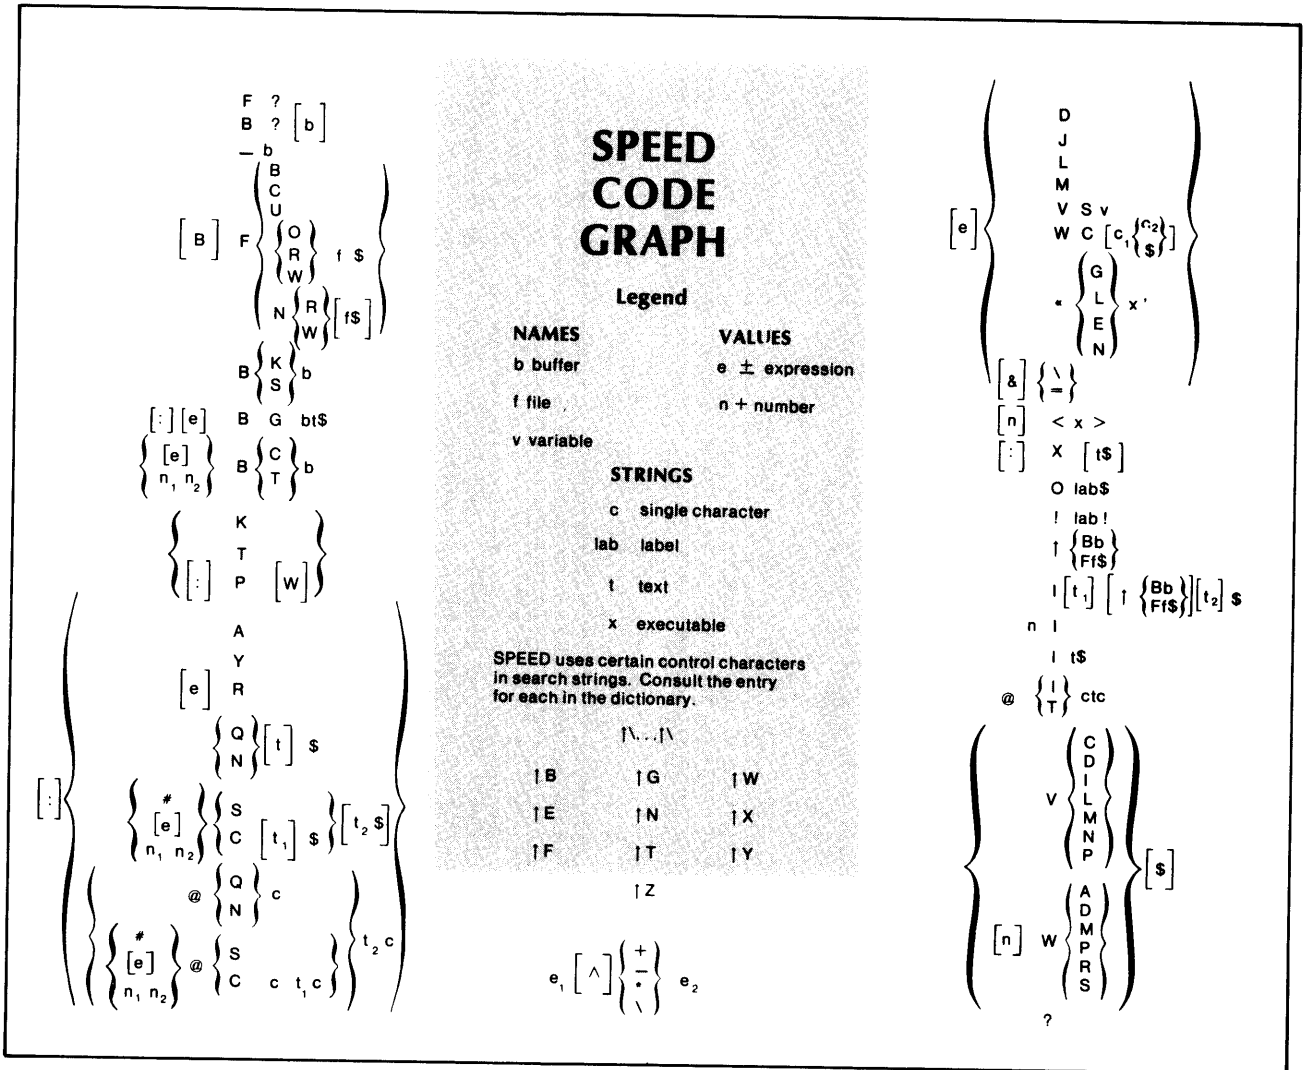 F ?
B ? [b]
— b
B
C
U
[B] F
O
R f $
W
N R [f$]
W
B K b
S
[:] [e] B G bt$
[e]
n₁ n₂
B C b
T
K
T
[:] P [W]
A
Y
[e] R
Q [t] $
N
[:]
#
[e]
n₁ n₂
S
C [t₁] $ [t₂ $]
@ Q c
N
#
[e]
n₁ n₂
@ S
C c t₁ c
t₂ c
SPEED
CODE
GRAPH
Legend
NAMES
b buffer
f file
v variable
VALUES
e ± expression
n + number
STRINGS
c single character
lab label
t text
x executable
SPEED uses certain control characters
in search strings. Consult the entry
for each in the dictionary.
↑\...↑\
↑B ↑G ↑W
↑E ↑N ↑X
↑F ↑T ↑Y
↑Z
e₁ [^] { + − * \ } e₂
[e]
D
J
L
M
V S v
W C [c₁ { c₂ $ }]
"
G
L x '
E
N
[&] { \ = }
[n] < x >
[:] X [t$]
O lab$
! lab !
↑ { Bb Ff$ }
I [t₁] [↑ { Bb Ff$ }] [t₂] $
n I
I t$
@ { I T } ctc
V
C
D
I
L
M
N
P
[$]
[n] W
A
D
M
P
R
S
?